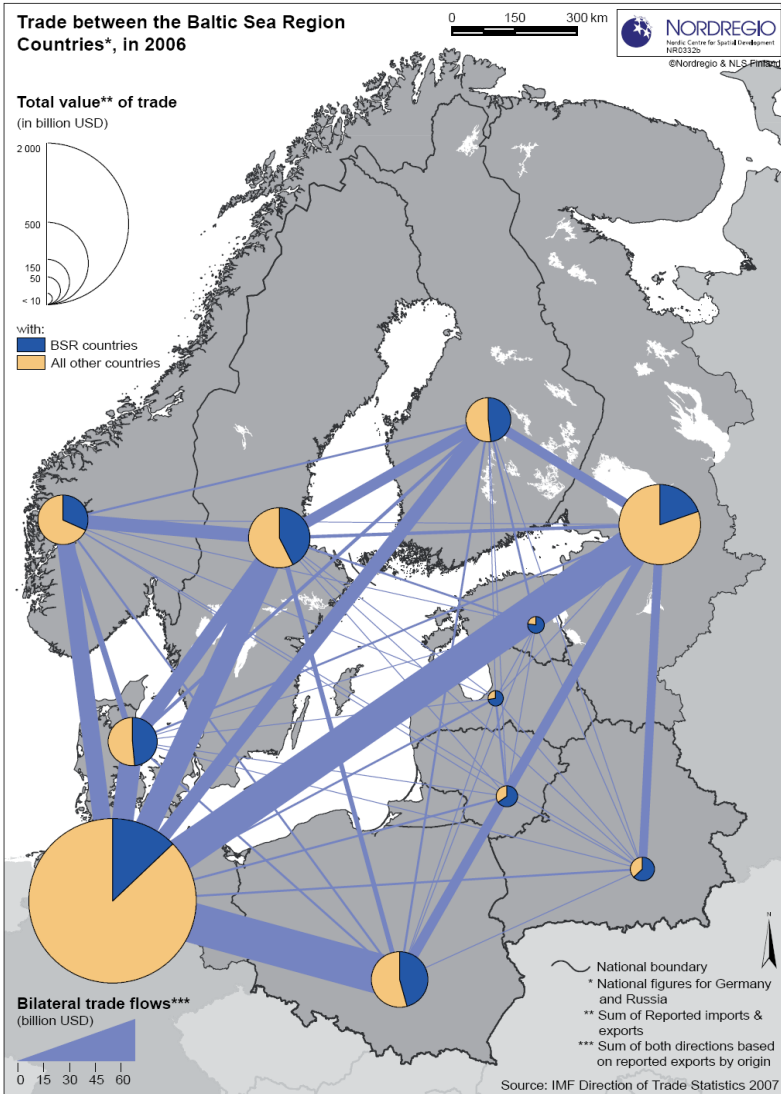 Trade between the Baltic Sea Region
Countries*, in 2006
0 150 300 km
NORDREGIO
Nordic Centre for Spatial Development
NR0332b
©Nordregio & NLS Finland
Total value** of trade
(in billion USD)
2 000
500
150
50
< 10
with:
BSR countries
All other countries
Bilateral trade flows***
(billion USD)
0 15 30 45 60
N
National boundary
* National figures for Germany
and Russia
** Sum of Reported imports &
exports
*** Sum of both directions based
on reported exports by origin
Source: IMF Direction of Trade Statistics 2007